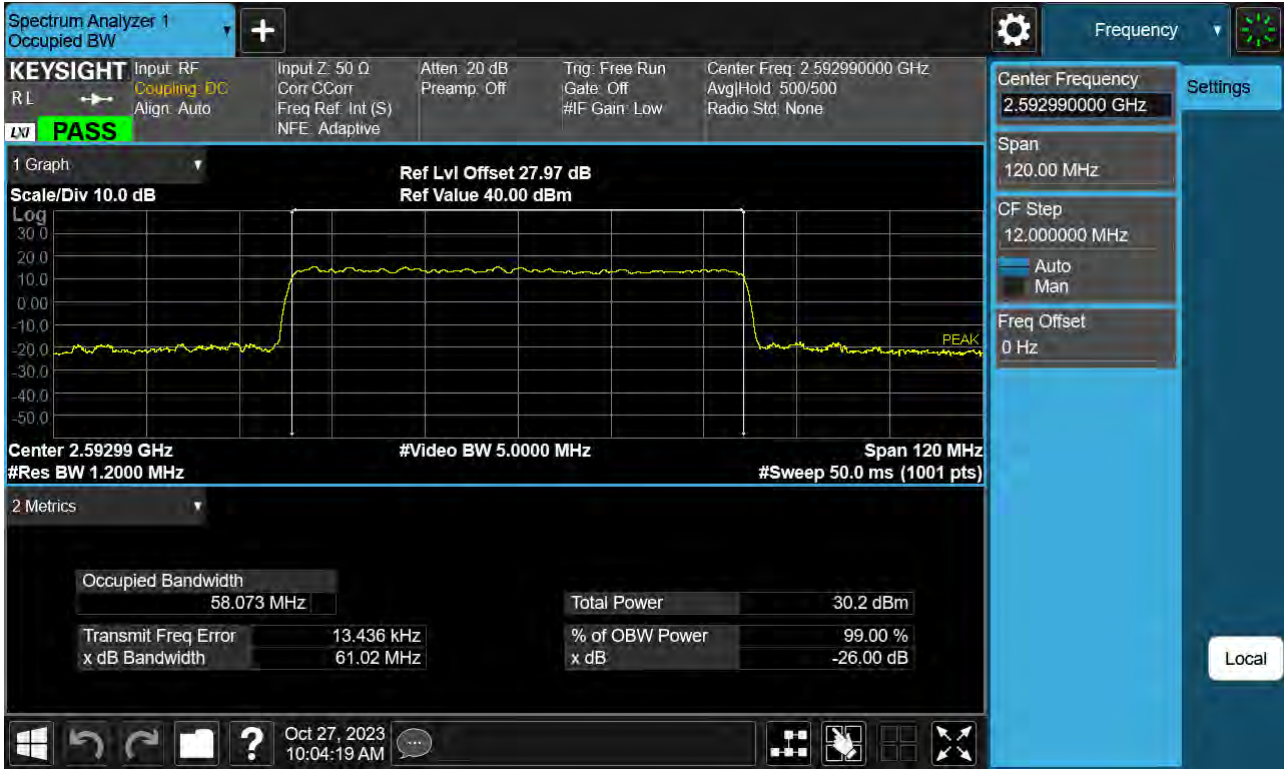 Spectrum Analyzer 1
Occupied BW
Frequency
KEYSIGHT
R L
LXI
PASS
Input: RF
Coupling: DC
Align: Auto
Input Z: 50 Ω
Corr CCorr
Freq Ref: Int (S)
NFE: Adaptive
Atten: 20 dB
Preamp: Off
Trig: Free Run
Gate: Off
#IF Gain: Low
Center Freq: 2.592990000 GHz
Avg|Hold: 500/500
Radio Std: None
1 Graph
Scale/Div 10.0 dB
Ref Lvl Offset 27.97 dB
Ref Value 40.00 dBm
Log
30.0
20.0
10.0
0.00
-10.0
-20.0
-30.0
-40.0
-50.0
PEAK
Center 2.59299 GHz
#Video BW 5.0000 MHz
Span 120 MHz
#Res BW 1.2000 MHz
#Sweep 50.0 ms (1001 pts)
2 Metrics
Occupied Bandwidth
58.073 MHz
Total Power 30.2 dBm
Transmit Freq Error 13.436 kHz
% of OBW Power 99.00 %
x dB Bandwidth 61.02 MHz
x dB -26.00 dB
Center Frequency
2.592990000 GHz
Settings
Span
120.00 MHz
CF Step
12.000000 MHz
Auto
Man
Freq Offset
0 Hz
Local
?
Oct 27, 2023
10:04:19 AM